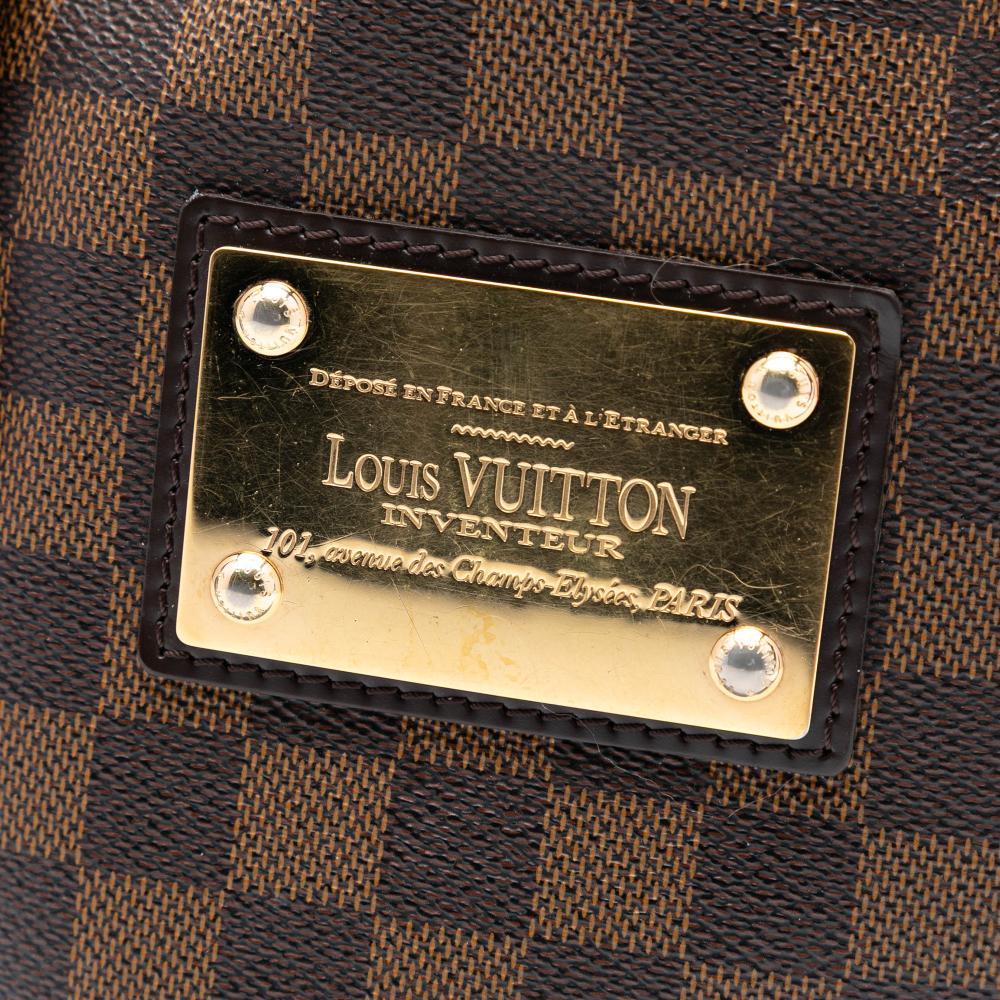 DÉPOSÉ EN FRANCE ET À L'ETRANGER
LOUIS VUITTON
INVENTEUR
101, avenue des Champs-Elysées, PARIS